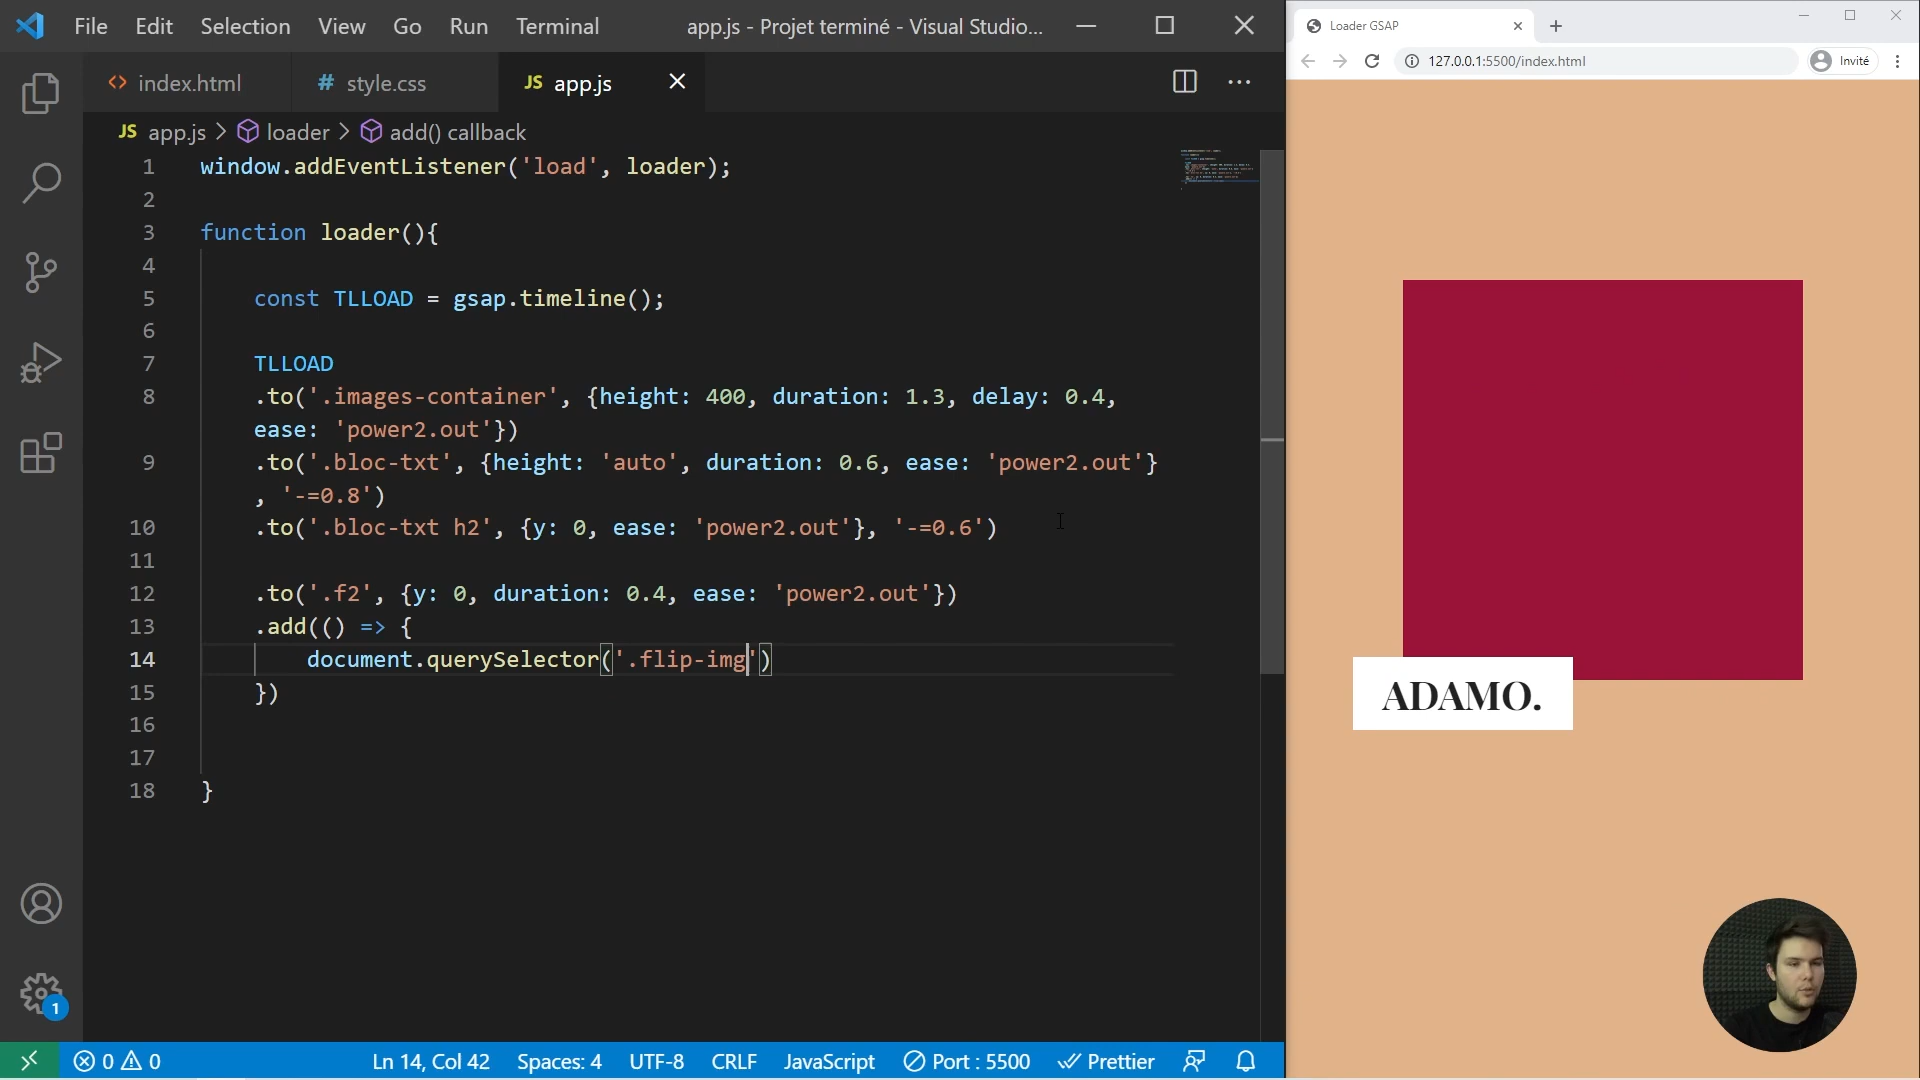 File Edit Selection View Go Run Terminal app.js - Projet terminé - Visual Studio...
index.html style.css JS app.js
JS app.js > loader > add() callback
1 window.addEventListener('load', loader);
2
3 function loader(){
4
5 const TLLOAD = gsap.timeline();
6
7 TLLOAD
8 .to('.images-container', {height: 400, duration: 1.3, delay: 0.4,
ease: 'power2.out'})
9 .to('.bloc-txt', {height: 'auto', duration: 0.6, ease: 'power2.out'}
, '-=0.8')
10 .to('.bloc-txt h2', {y: 0, ease: 'power2.out'}, '-=0.6')
11
12 .to('.f2', {y: 0, duration: 0.4, ease: 'power2.out'})
13 .add(() => {
14 document.querySelector('.flip-img')
15 })
16
17
18 }
1
0 0 Ln 14, Col 42 Spaces: 4 UTF-8 CRLF JavaScript Port : 5500 Prettier
Loader GSAP
127.0.0.1:5500/index.html Invité
ADAMO.